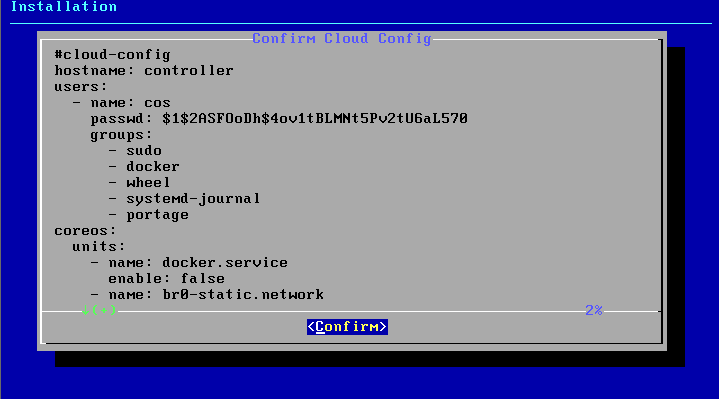 Installation
Confirm Cloud Config
#cloud-config
hostname: controller
users:
  - name: cos
    passwd: $1$2ASFOoDh$4ov1tBLMNt5Pv2tU6aL570
    groups:
      - sudo
      - docker
      - wheel
      - systemd-journal
      - portage
coreos:
  units:
    - name: docker.service
      enable: false
    - name: br0-static.network
↓(+) 2%
<Confirm>